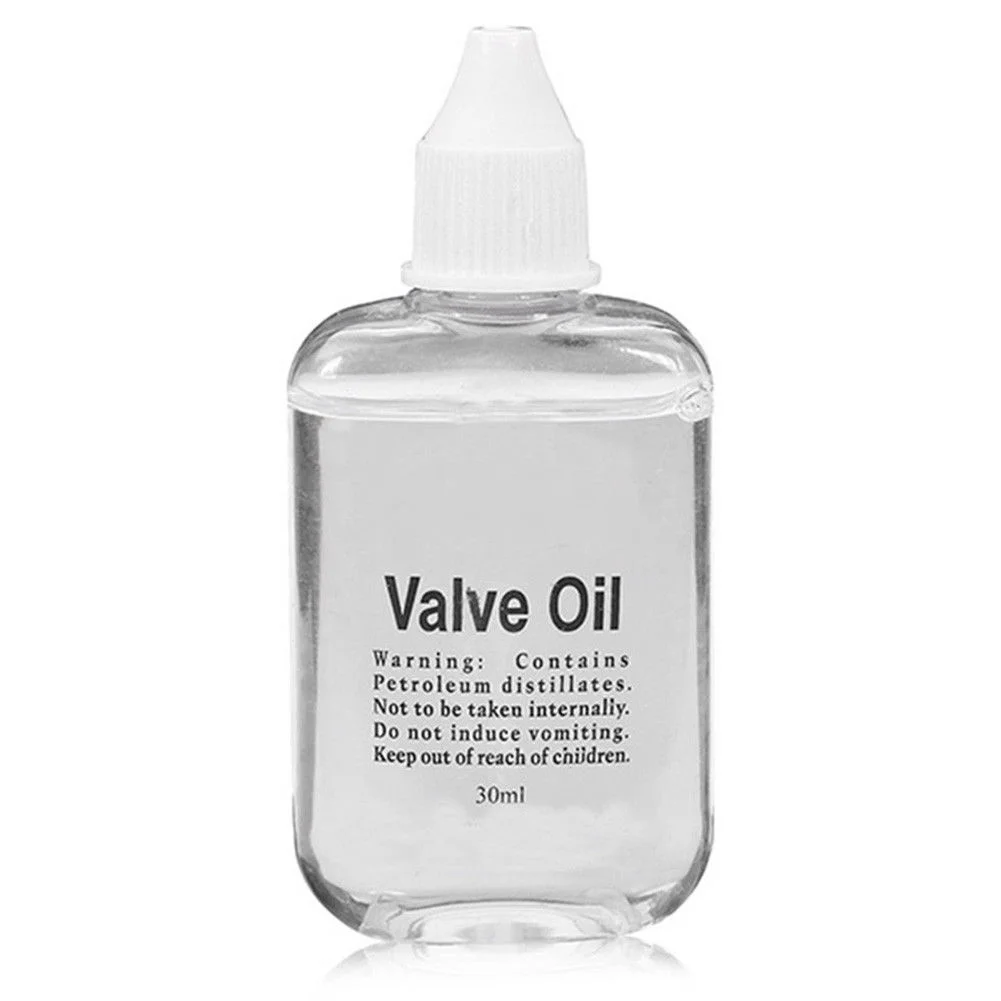 Valve Oil
Warning: Contains
Petroleum distillates.
Not to be taken internally.
Do not induce vomiting.
Keep out of reach of children.
30ml